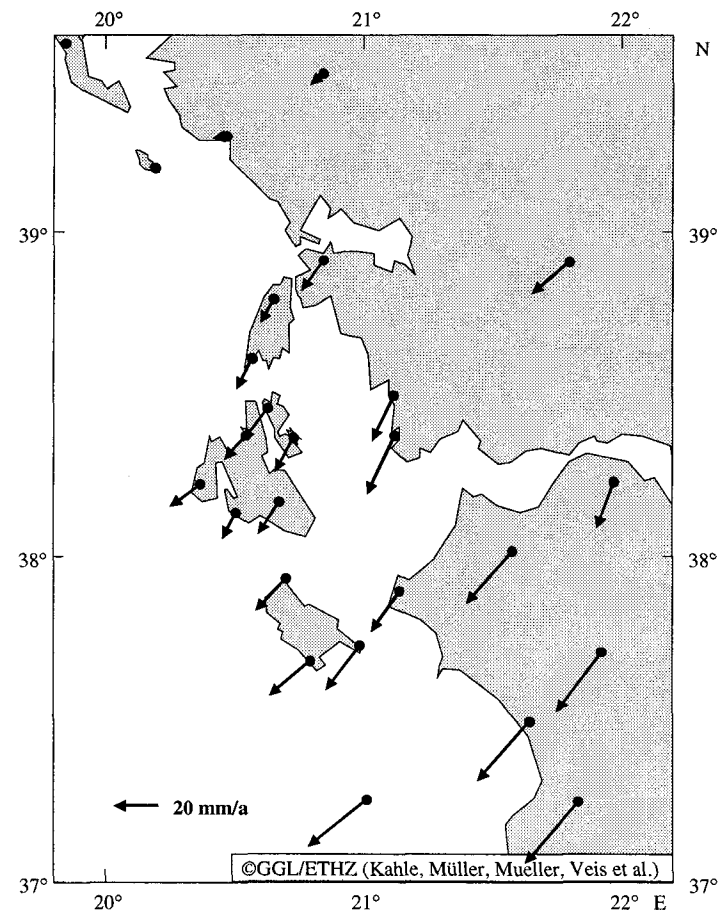 20° 21° 22°
N
39° 39°
38° 38°
20 mm/a
©GGL/ETHZ (Kahle, Müller, Mueller, Veis et al.)
37° 37°
20° 21° 22° E